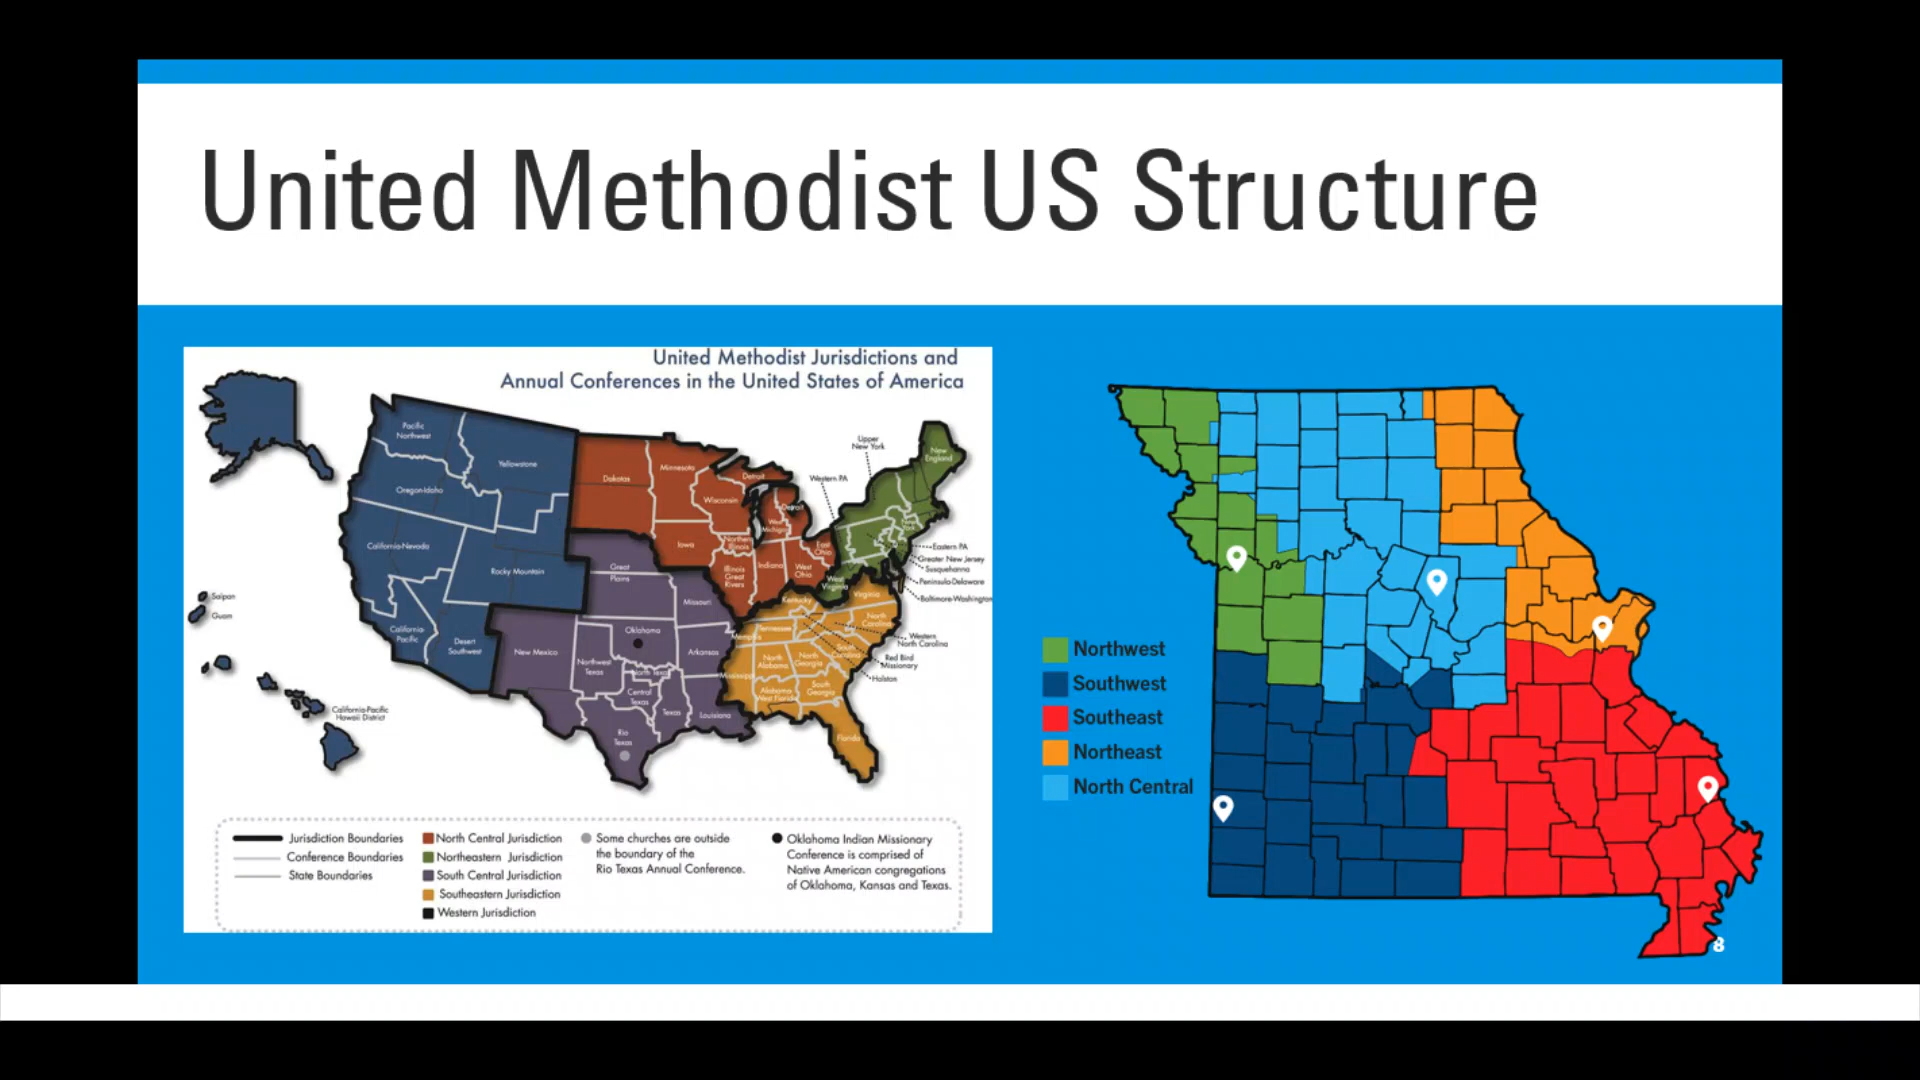 United Methodist US Structure
United Methodist Jurisdictions and
Annual Conferences in the United States of America
Pacific
Northwest
Yellowstone
Oregon-Idaho
California-Nevada
Rocky Mountain
California-
Pacific
Desert
Southwest
Saipan
Guam
California-Pacific
Hawaii District
Dakotas
Minnesota
Wisconsin
Detroit
Detroit
West
Michigan
Iowa
Northern
Illinois
Illinois
Great
Rivers
Indiana
East
Ohio
West
Ohio
Upper
New York
Western PA
New
England
New
York
Eastern PA
Greater New Jersey
Susquehanna
Peninsula-Delaware
Baltimore-Washington
West
Virginia
Great
Plains
Missouri
Oklahoma
Arkansas
New Mexico
Northwest
Texas
North Texas
Central
Texas
Texas
Louisiana
Rio
Texas
Kentucky
Virginia
Tennessee
Memphis
North
Carolina
Western
North Carolina
South
Carolina
Red Bird
Missionary
Holston
North
Alabama
North
Georgia
Mississippi
Alabama
West Florida
South
Georgia
Florida
Jurisdiction Boundaries
Conference Boundaries
State Boundaries
North Central Jurisdiction
Northeastern Jurisdiction
South Central Jurisdiction
Southeastern Jurisdiction
Western Jurisdiction
Some churches are outside
the boundary of the
Rio Texas Annual Conference.
Oklahoma Indian Missionary
Conference is comprised of
Native American congregations
of Oklahoma, Kansas and Texas.
Northwest
Southwest
Southeast
Northeast
North Central
8